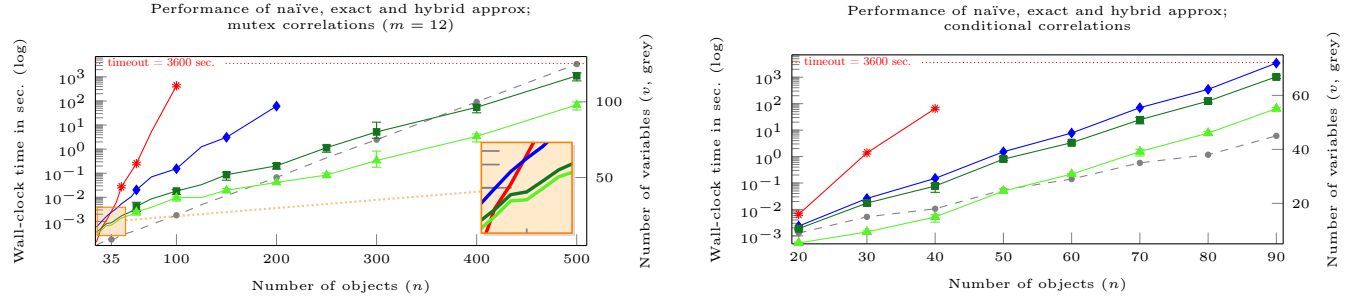 Performance of naïve, exact and hybrid approx;
mutex correlations (m = 12)
Wall-clock time in sec. (log)
10^3
10^2
10^1
10^0
10^-1
10^-2
10^-3
timeout = 3600 sec.
100
50
Number of variables (v, grey)
35 100 200 300 400 500
Number of objects (n)
Performance of naïve, exact and hybrid approx;
conditional correlations
Wall-clock time in sec. (log)
10^3
10^2
10^1
10^0
10^-1
10^-2
10^-3
timeout = 3600 sec.
60
40
20
Number of variables (v, grey)
20 30 40 50 60 70 80 90
Number of objects (n)